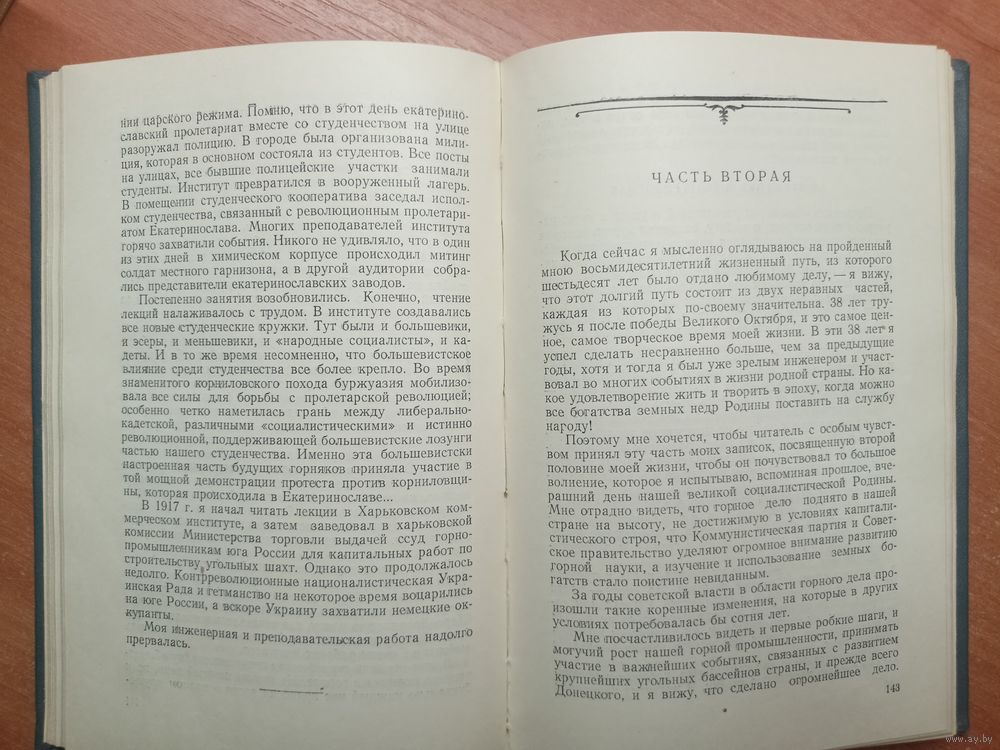 нии царского режима. Помню, что в этот день екатерино-
славский пролетариат вместе со студенчеством на улице
разоружал полицию. В городе была организована мили-
ция, которая в основном состояла из студентов. Все посты
на улицах, все бывшие полицейские участки занимали
студенты. Институт превратился в вооруженный лагерь.
В помещении студенческого кооператива заседал испол-
ком студенчества, связанный с революционным пролетари-
атом Екатеринослава. Многих преподавателей института
горячо захватили события. Никого не удивляло, что в один
из этих дней в химическом корпусе происходил митинг
солдат местного гарнизона, а в другой аудитории собра-
лись представители екатеринославских заводов.
Постепенно занятия возобновились. Конечно, чтение
лекций налаживалось с трудом. В институте создавались
все новые студенческие кружки. Тут были и большевики,
и эсеры, и меньшевики, и «народные социалисты», и ка-
деты. И в то же время несомненно, что большевистское
влияние среди студенчества все более крепло. Во время
знаменитого корниловского похода буржуазия мобилизо-
вала все силы для борьбы с пролетарской революцией;
особенно четко наметилась грань между либерально-
кадетской, различными «социалистическими» и истинно
революционной, поддерживающей большевистские лозунги
частью нашего студенчества. Именно эта большевистски
настроенная часть будущих горняков приняла участие в
той мощной демонстрации протеста против корниловщи-
ны, которая происходила в Екатеринославе...
В 1917 г. я начал читать лекции в Харьковском ком-
мерческом институте, а затем заведовал в харьковской
комиссии Министерства торговли выдачей ссуд горно-
промышленникам юга России для капитальных работ по
строительству угольных шахт. Однако это продолжалось
недолго. Контрреволюционные националистическая Укра-
инская Рада и гетманство на некоторое время воцарились
на юге России, а вскоре Украину захватили немецкие ок-
купанты.
Моя инженерная и преподавательская работа надолго
прервалась.
ЧАСТЬ ВТОРАЯ
Когда сейчас я мысленно оглядываюсь на пройденный
мною восьмидесятилетний жизненный путь, из которого
шестьдесят лет было отдано любимому делу,— я вижу,
что этот долгий путь состоит из двух неравных частей,
каждая из которых по-своему значительна. 38 лет тру-
жусь я после победы Великого Октября, и это самое цен-
ное, самое творческое время моей жизни. В эти 38 лет я
успел сделать несравненно больше, чем за предыдущие
годы, хотя и тогда я был уже зрелым инженером и участ-
вовал во многих событиях в жизни родной страны. Но ка-
кое удовлетворение жить и творить в эпоху, когда можно
все богатства земных недр Родины поставить на службу
народу!
Поэтому мне хочется, чтобы читатель с особым чувст-
вом принял эту часть моих записок, посвященную второй
половине моей жизни, чтобы он почувствовал то большое
волнение, которое я испытываю, вспоминая прошлое, вче-
рашний день нашей великой социалистической Родины.
Мне отрадно видеть, что горное дело поднято в нашей
стране на высоту, не достижимую в условиях капитали-
стического строя, что Коммунистическая партия и Совет-
ское правительство уделяют огромное внимание развитию
горной науки, а изучение и использование земных бо-
гатств стало поистине невиданным.
За годы советской власти в области горного дела про-
изошли такие коренные изменения, на которые в других
условиях потребовалась бы сотня лет.
Мне посчастливилось видеть и первые робкие шаги, и
могучий рост нашей горной промышленности, принимать
участие в важнейших событиях, связанных с развитием
крупнейших угольных бассейнов страны, и прежде всего
Донецкого, и я вижу, что сделано огромнейшее дело.
143
www.ay.by